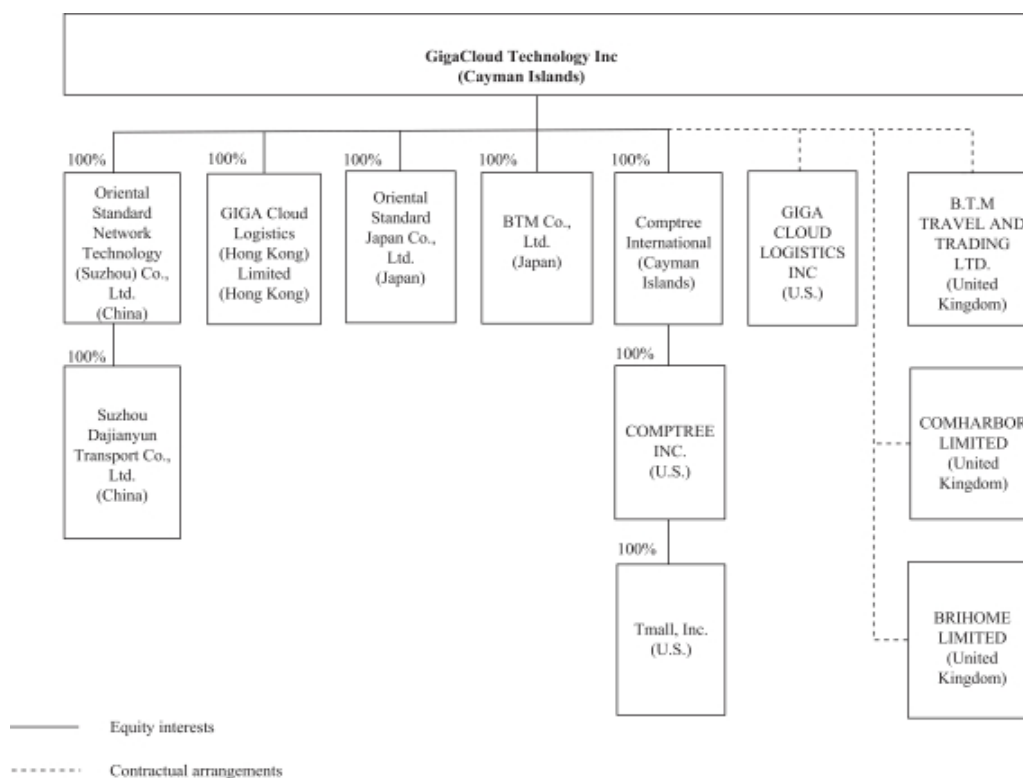 GigaCloud Technology Inc
(Cayman Islands)
100%
100%
100%
100%
100%
Oriental
Standard
Network
Technology
(Suzhou) Co.,
Ltd.
(China)
GIGA Cloud
Logistics
(Hong Kong)
Limited
(Hong Kong)
Oriental
Standard
Japan Co.,
Ltd.
(Japan)
BTM Co.,
Ltd.
(Japan)
Comptree
International
(Cayman
Islands)
GIGA
CLOUD
LOGISTICS
INC
(U.S.)
B.T.M
TRAVEL AND
TRADING
LTD.
(United
Kingdom)
100%
100%
Suzhou
Dajianyun
Transport Co.,
Ltd.
(China)
COMPTREE
INC.
(U.S.)
COMHARBOR
LIMITED
(United
Kingdom)
100%
Tmall, Inc.
(U.S.)
BRIHOME
LIMITED
(United
Kingdom)
Equity interests
Contractual arrangements